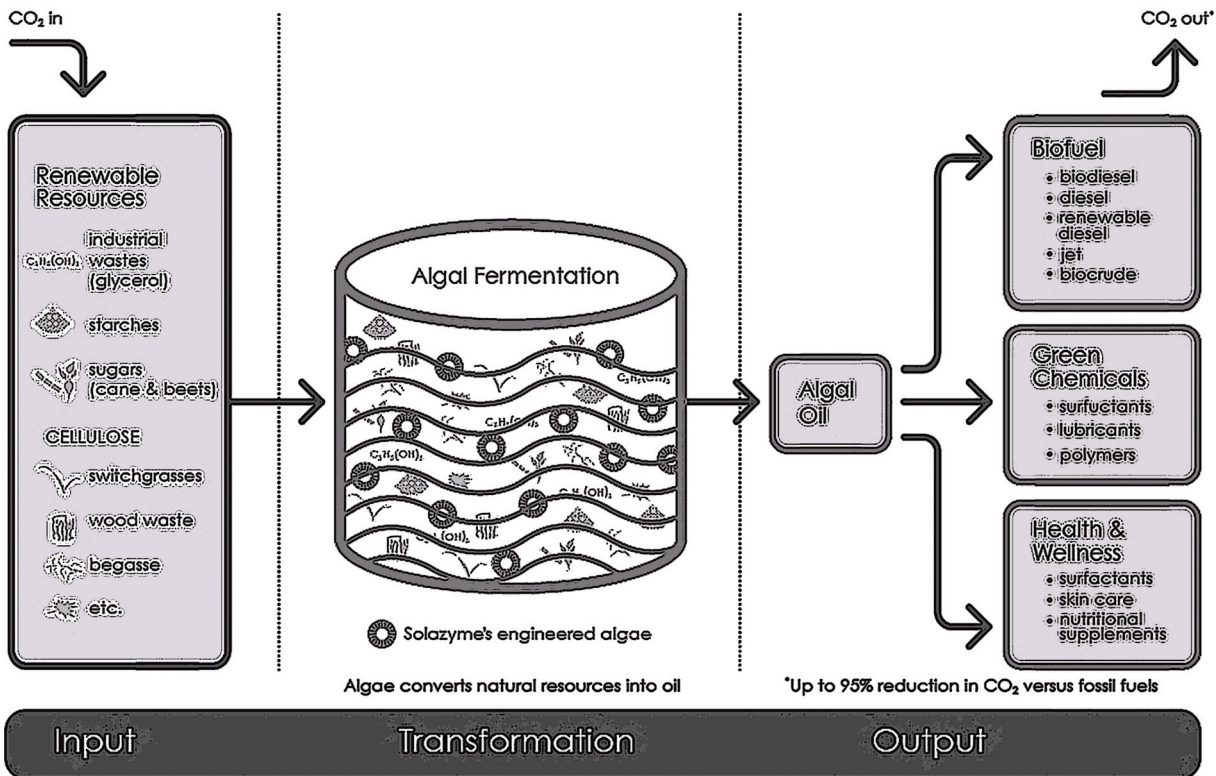 CO₂ in
CO₂ out*
Renewable
Resources
industrial
wastes
(glycerol)
starches
sugars
(cane & beets)
CELLULOSE
switchgrasses
wood waste
begasse
etc.
Algal Fermentation
C₃H₅(OH)₃
Solazyme's engineered algae
Algae converts natural resources into oil
Algal
Oil
Biofuel
• biodiesel
• diesel
• renewable
diesel
• jet
• biocrude
Green
Chemicals
• surfuctants
• lubricants
• polymers
Health &
Wellness
• surfactants
• skin care
• nutritional
supplements
*Up to 95% reduction in CO₂ versus fossil fuels
Input
Transformation
Output